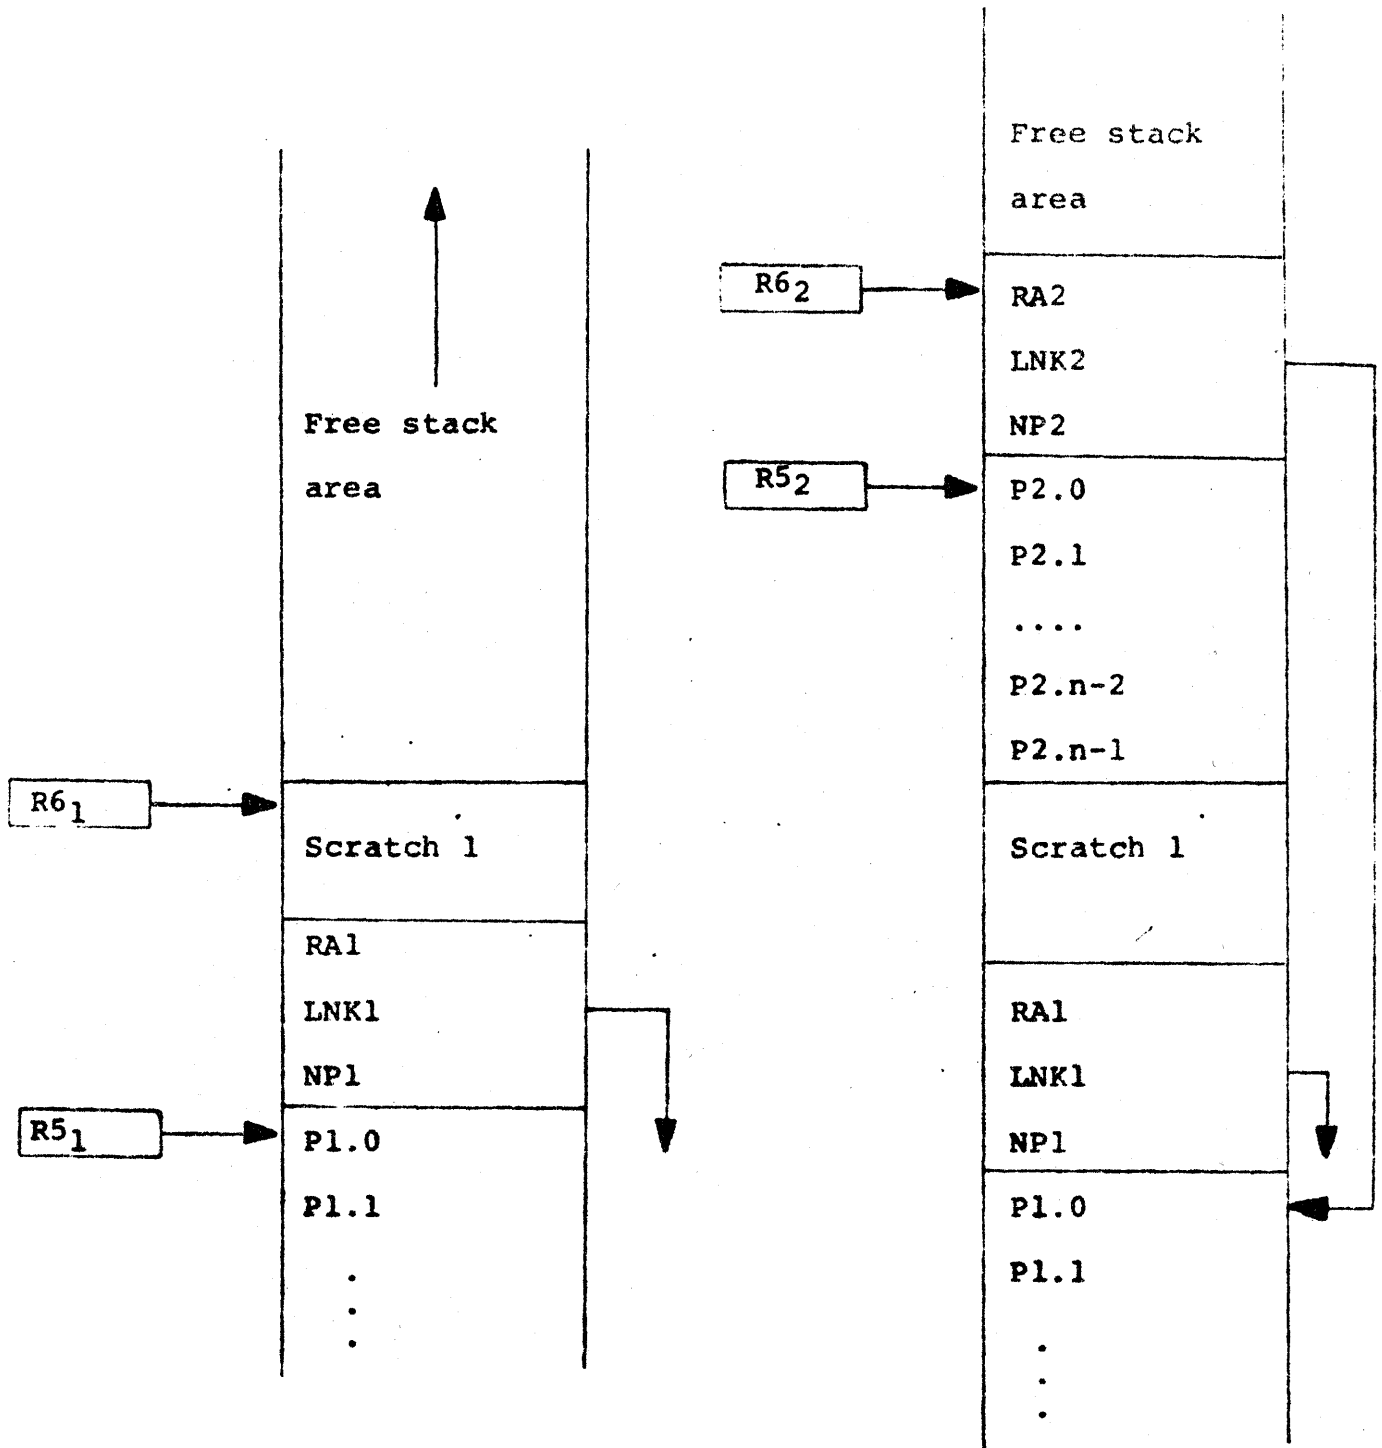 Free stack
area
R6₁
Scratch 1
RA1
LNK1
NP1
R5₁
P1.0
P1.1
.
.
.
Free stack
area
R6₂
RA2
LNK2
NP2
R5₂
P2.0
P2.1
....
P2.n-2
P2.n-1
Scratch 1
RA1
LNK1
NP1
P1.0
P1.1
.
.
.